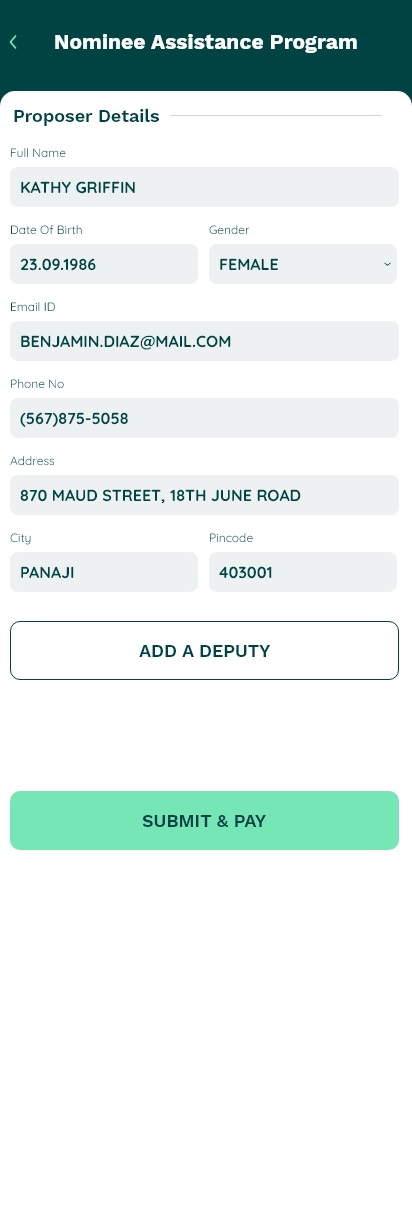 Nominee Assistance Program
Proposer Details
Full Name
KATHY GRIFFIN
Date Of Birth
Gender
23.09.1986
FEMALE
Email ID
BENJAMIN.DIAZ@MAIL.COM
Phone No
(567)875-5058
Address
870 MAUD STREET, 18TH JUNE ROAD
City
Pincode
PANAJI
403001
ADD A DEPUTY
SUBMIT & PAY